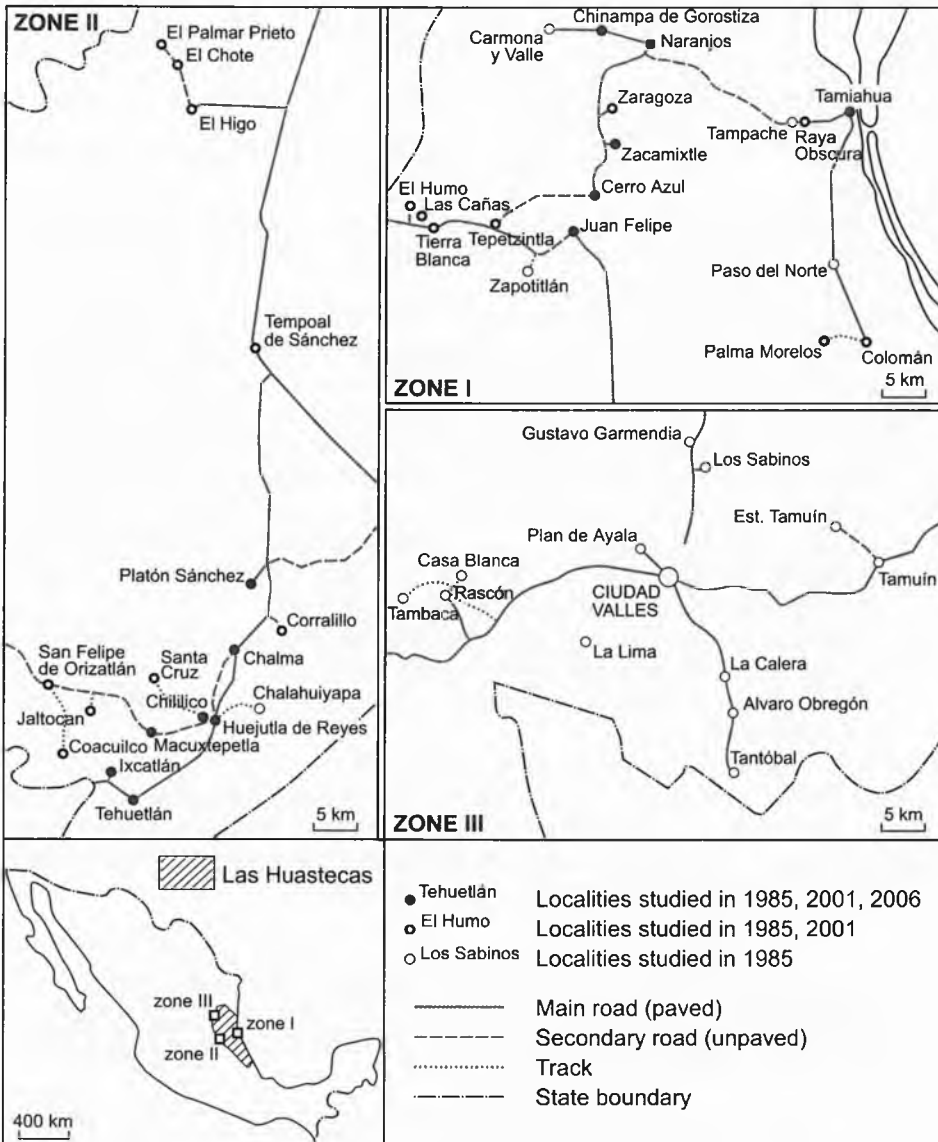 ZONE II
El Palmar Prieto
El Chote
El Higo
Tempoal
de Sánchez
Platón Sánchez
Corralillo
San Felipe
de Orizatlán
Santa
Cruz
Chalma
Chililico
Chalahuiyapa
Jaltocan
Huejutla de Reyes
Coacuilco
Macuxtepetla
Ixcatlán
Tehuetlán
5 km
Chinampa de Gorostiza
Carmona
y Valle
Naranjos
Zaragoza
Tamiahua
Tampache
Raya
Obscura
Zacamixtle
El Humo
Las Cañas
Cerro Azul
Tierra
Blanca
Tepetzintla
Juan Felipe
Zapotitlán
Paso del Norte
Palma Morelos
Colomán
ZONE I
5 km
Gustavo Garmendia
Los Sabinos
Est. Tamuín
Plan de Ayala
Casa Blanca
Rascón
Tambaca
CIUDAD
VALLES
Tamuín
La Lima
La Calera
Alvaro Obregón
Tantóbal
ZONE III
5 km
Las Huastecas
zone III
zone I
zone II
400 km
Tehuetlán Localities studied in 1985, 2001, 2006
El Humo Localities studied in 1985, 2001
Los Sabinos Localities studied in 1985
Main road (paved)
Secondary road (unpaved)
Track
State boundary